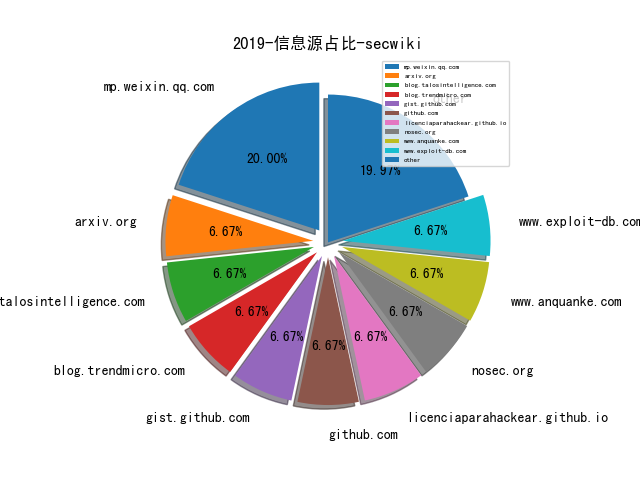 2019-信息源占比-secwiki
mp.weixin.qq.com
arxiv.org
blog.talosintelligence.com
blog.trendmicro.com
gist.github.com
github.com
licenciaparahackear.github.io
nosec.org
www.anquanke.com
www.exploit-db.com
other
other
mp.weixin.qq.com
20.00%
19.97%
arxiv.org
6.67%
6.67%
www.exploit-db.com
talosintelligence.com
6.67%
6.67%
www.anquanke.com
blog.trendmicro.com
6.67%
6.67%
nosec.org
gist.github.com
6.67%
6.67%
licenciaparahackear.github.io
6.67%
github.com